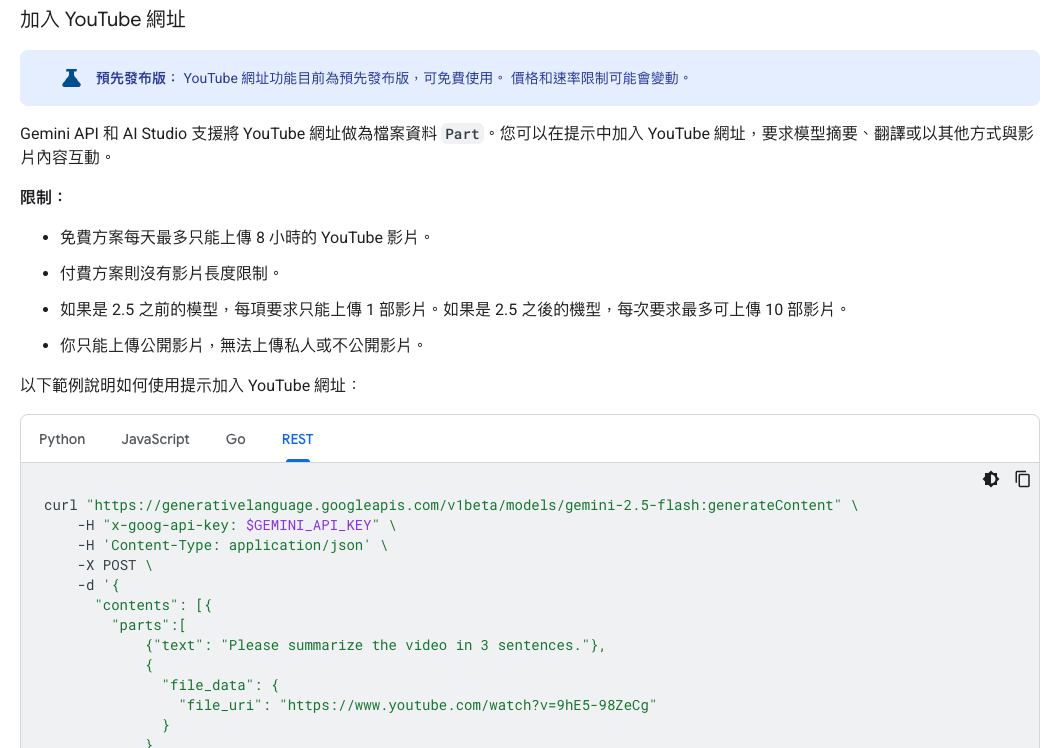 加入 YouTube 網址
預先發布版： YouTube 網址功能目前為預先發布版，可免費使用。 價格和速率限制可能會變動。
Gemini API 和 AI Studio 支援將 YouTube 網址做為檔案資料 Part。您可以在提示中加入 YouTube 網址，要求模型摘要、翻譯或以其他方式與影
片內容互動。
限制：
• 免費方案每天最多只能上傳 8 小時的 YouTube 影片。
• 付費方案則沒有影片長度限制。
• 如果是 2.5 之前的模型，每項要求只能上傳 1 部影片。如果是 2.5 之後的機型，每次要求最多可上傳 10 部影片。
• 你只能上傳公開影片，無法上傳私人或不公開影片。
以下範例說明如何使用提示加入 YouTube 網址：
Python JavaScript Go REST
curl "https://generativelanguage.googleapis.com/v1beta/models/gemini-2.5-flash:generateContent" \
    -H "x-goog-api-key: $GEMINI_API_KEY" \
    -H 'Content-Type: application/json' \
    -X POST \
    -d '{
      "contents": [{
        "parts":[
            {"text": "Please summarize the video in 3 sentences."},
            {
              "file_data": {
                "file_uri": "https://www.youtube.com/watch?v=9hE5-98ZeCg"
              }
            }